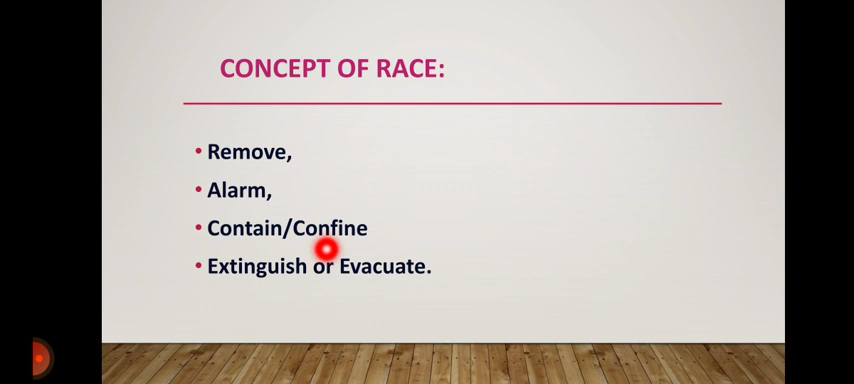 CONCEPT OF RACE:
• Remove,
• Alarm,
• Contain/Confine
• Extinguish or Evacuate.